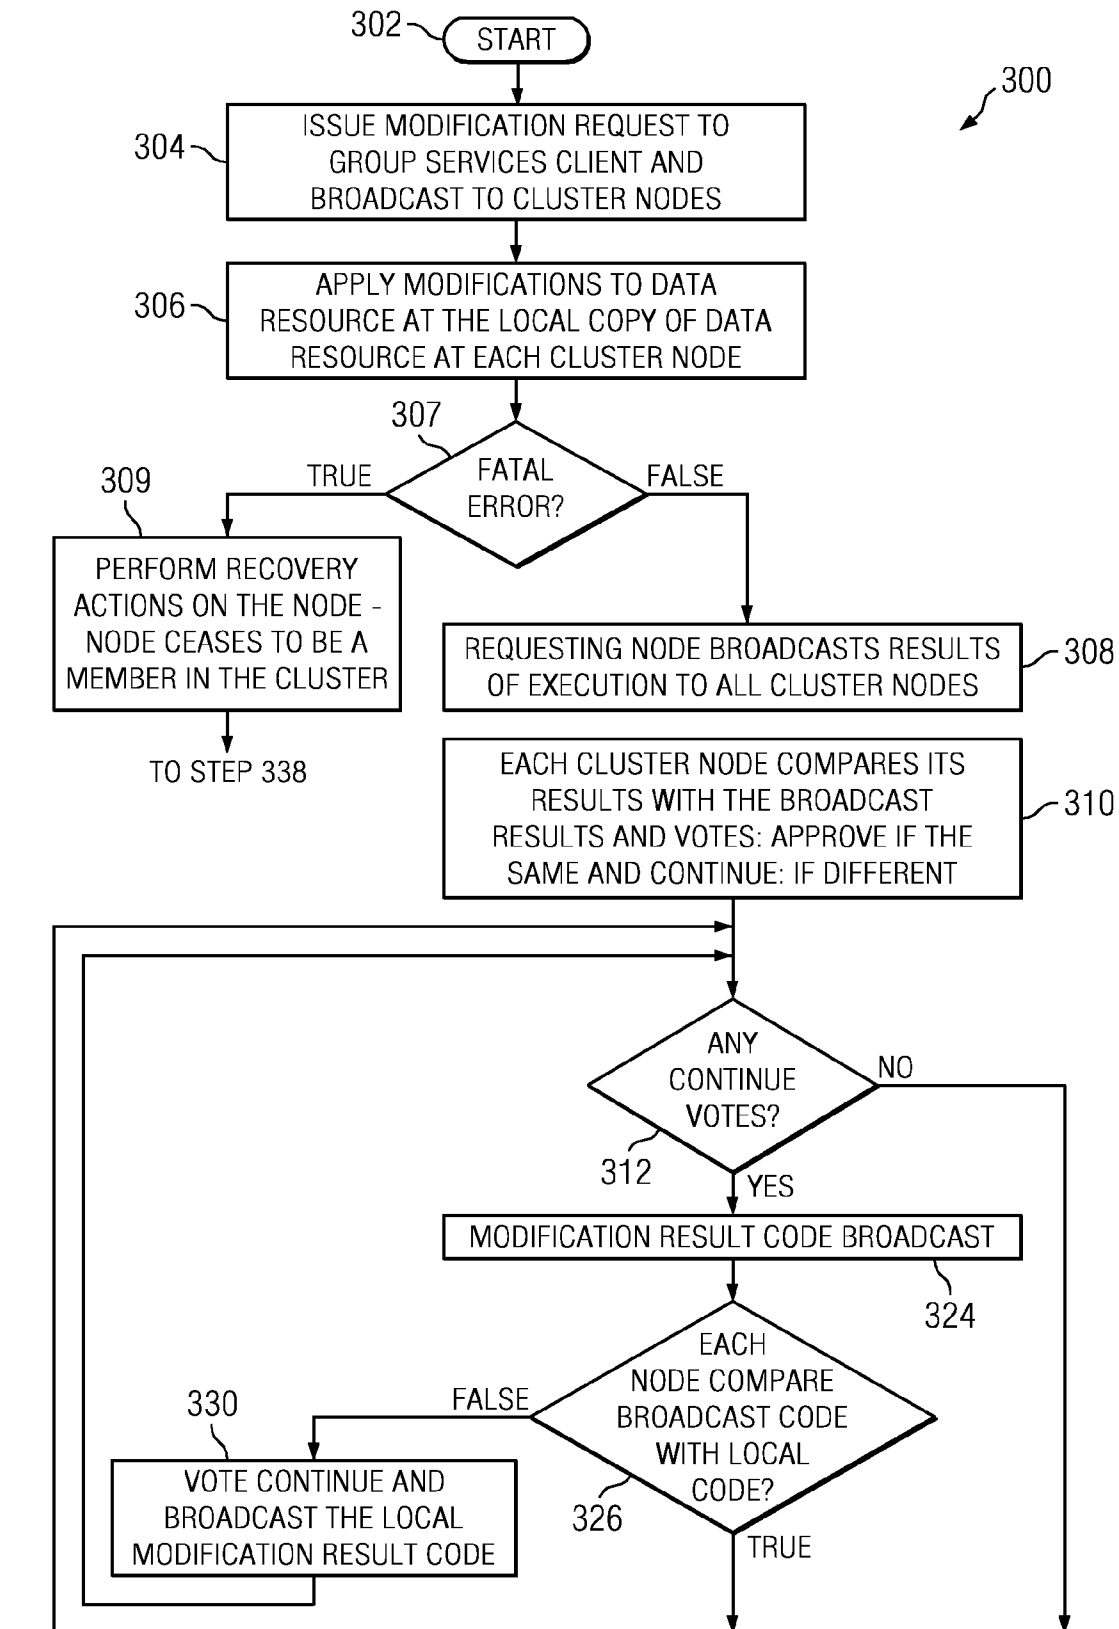 302
START
300
304
ISSUE MODIFICATION REQUEST TO
GROUP SERVICES CLIENT AND
BROADCAST TO CLUSTER NODES
306
APPLY MODIFICATIONS TO DATA
RESOURCE AT THE LOCAL COPY OF DATA
RESOURCE AT EACH CLUSTER NODE
307
FATAL
ERROR?
TRUE
FALSE
309
PERFORM RECOVERY
ACTIONS ON THE NODE -
NODE CEASES TO BE A
MEMBER IN THE CLUSTER
TO STEP 338
REQUESTING NODE BROADCASTS RESULTS
OF EXECUTION TO ALL CLUSTER NODES
308
EACH CLUSTER NODE COMPARES ITS
RESULTS WITH THE BROADCAST
RESULTS AND VOTES: APPROVE IF THE
SAME AND CONTINUE: IF DIFFERENT
310
ANY
CONTINUE
VOTES?
NO
312
YES
MODIFICATION RESULT CODE BROADCAST
324
EACH
NODE COMPARE
BROADCAST CODE
WITH LOCAL
CODE?
FALSE
326
TRUE
330
VOTE CONTINUE AND
BROADCAST THE LOCAL
MODIFICATION RESULT CODE